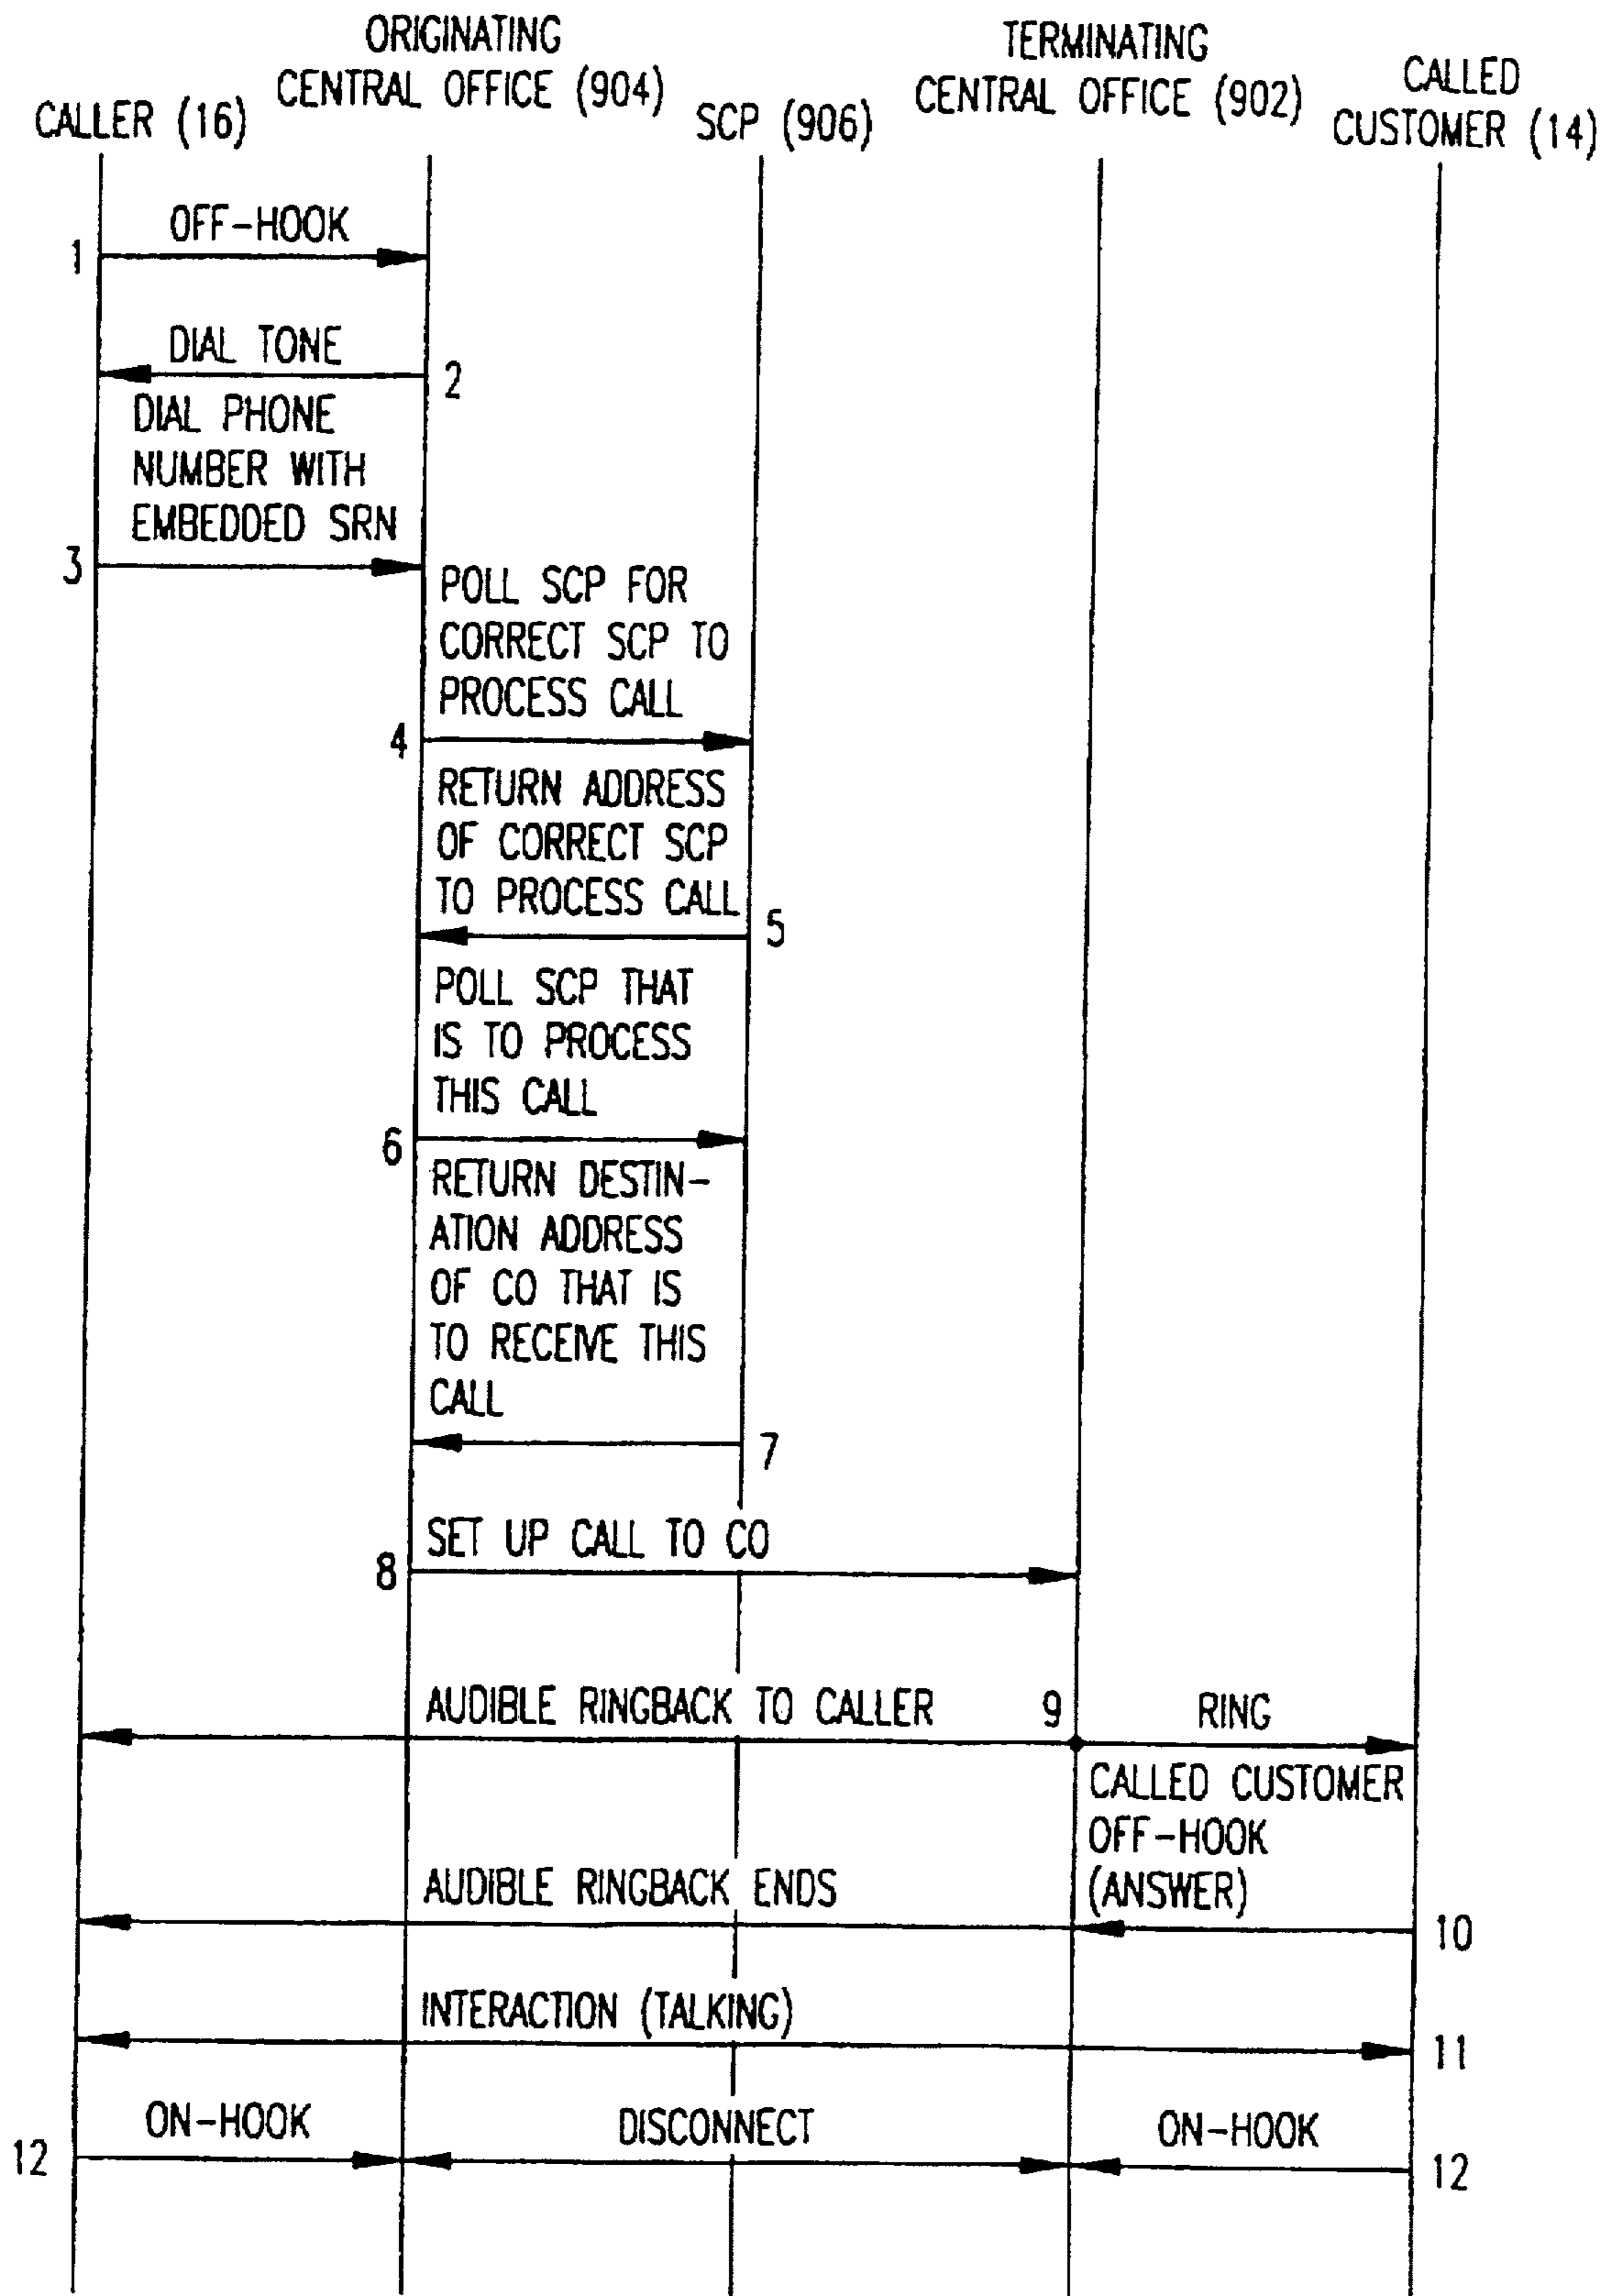 ORIGINATING
CENTRAL OFFICE (904)
TERMINATING
CENTRAL OFFICE (902)
CALLED
CUSTOMER (14)
CALLER (16)
SCP (906)
OFF-HOOK
1
DIAL TONE
2
DIAL PHONE
NUMBER WITH
EMBEDDED SRN
3
POLL SCP FOR
CORRECT SCP TO
PROCESS CALL
4
RETURN ADDRESS
OF CORRECT SCP
TO PROCESS CALL
5
POLL SCP THAT
IS TO PROCESS
THIS CALL
6
RETURN DESTIN-
ATION ADDRESS
OF CO THAT IS
TO RECEIVE THIS
CALL
7
SET UP CALL TO CO
8
AUDIBLE RINGBACK TO CALLER
9
RING
CALLED CUSTOMER
OFF-HOOK
(ANSWER)
AUDIBLE RINGBACK ENDS
10
INTERACTION (TALKING)
11
ON-HOOK
DISCONNECT
ON-HOOK
12
12